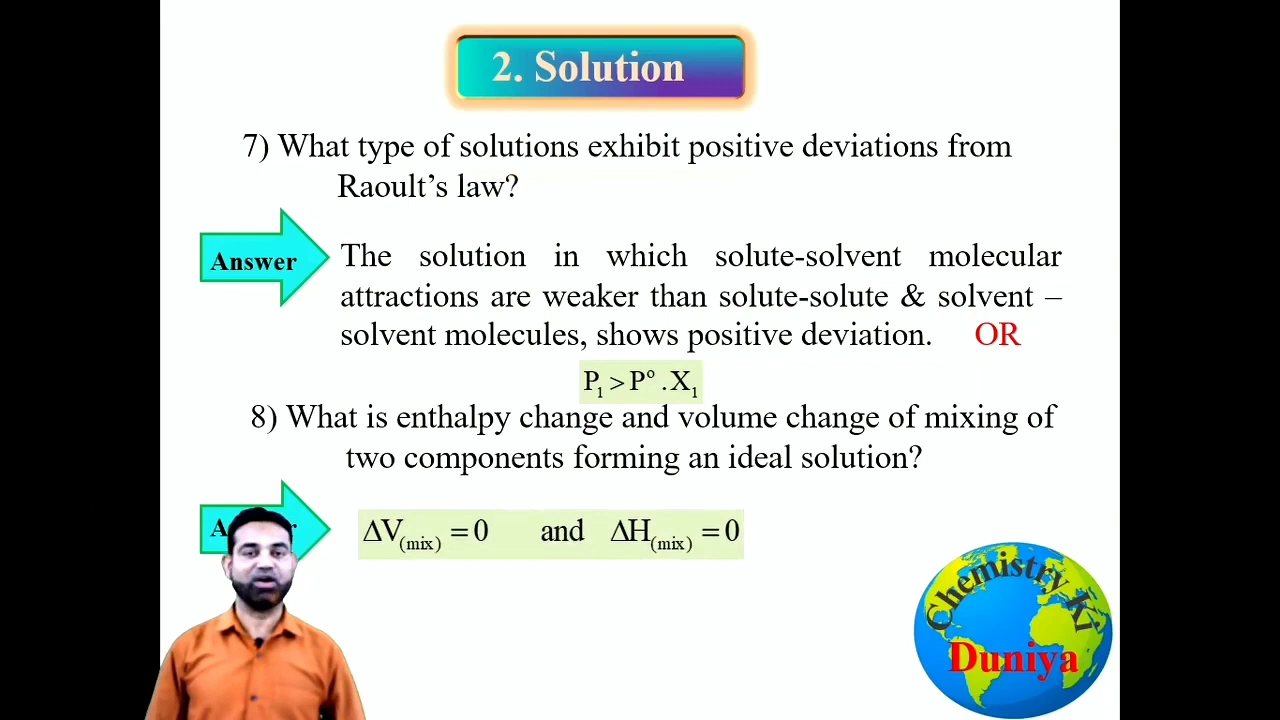 2. Solution
7) What type of solutions exhibit positive deviations from
Raoult’s law?
Answer
The solution in which solute-solvent molecular
attractions are weaker than solute-solute & solvent –
solvent molecules, shows positive deviation. OR
P₁ > P° . X₁
8) What is enthalpy change and volume change of mixing of
two components forming an ideal solution?
ΔV(mix) = 0 and ΔH(mix) = 0
Chemistry Ki
Duniya